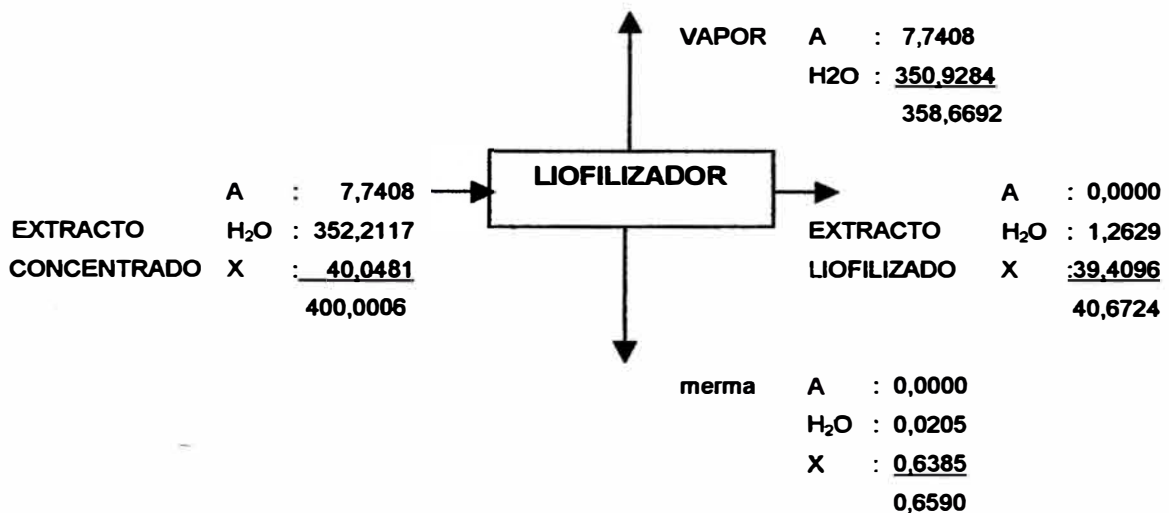 VAPOR A : 7,7408
H2O : 350,9284
358,6692
LIOFILIZADOR
A : 7,7408
EXTRACTO H₂O : 352,2117
CONCENTRADO X : 40,0481
400,0006
A : 0,0000
EXTRACTO H₂O : 1,2629
LIOFILIZADO X :39,4096
40,6724
merma A : 0,0000
H₂O : 0,0205
X : 0,6385
0,6590